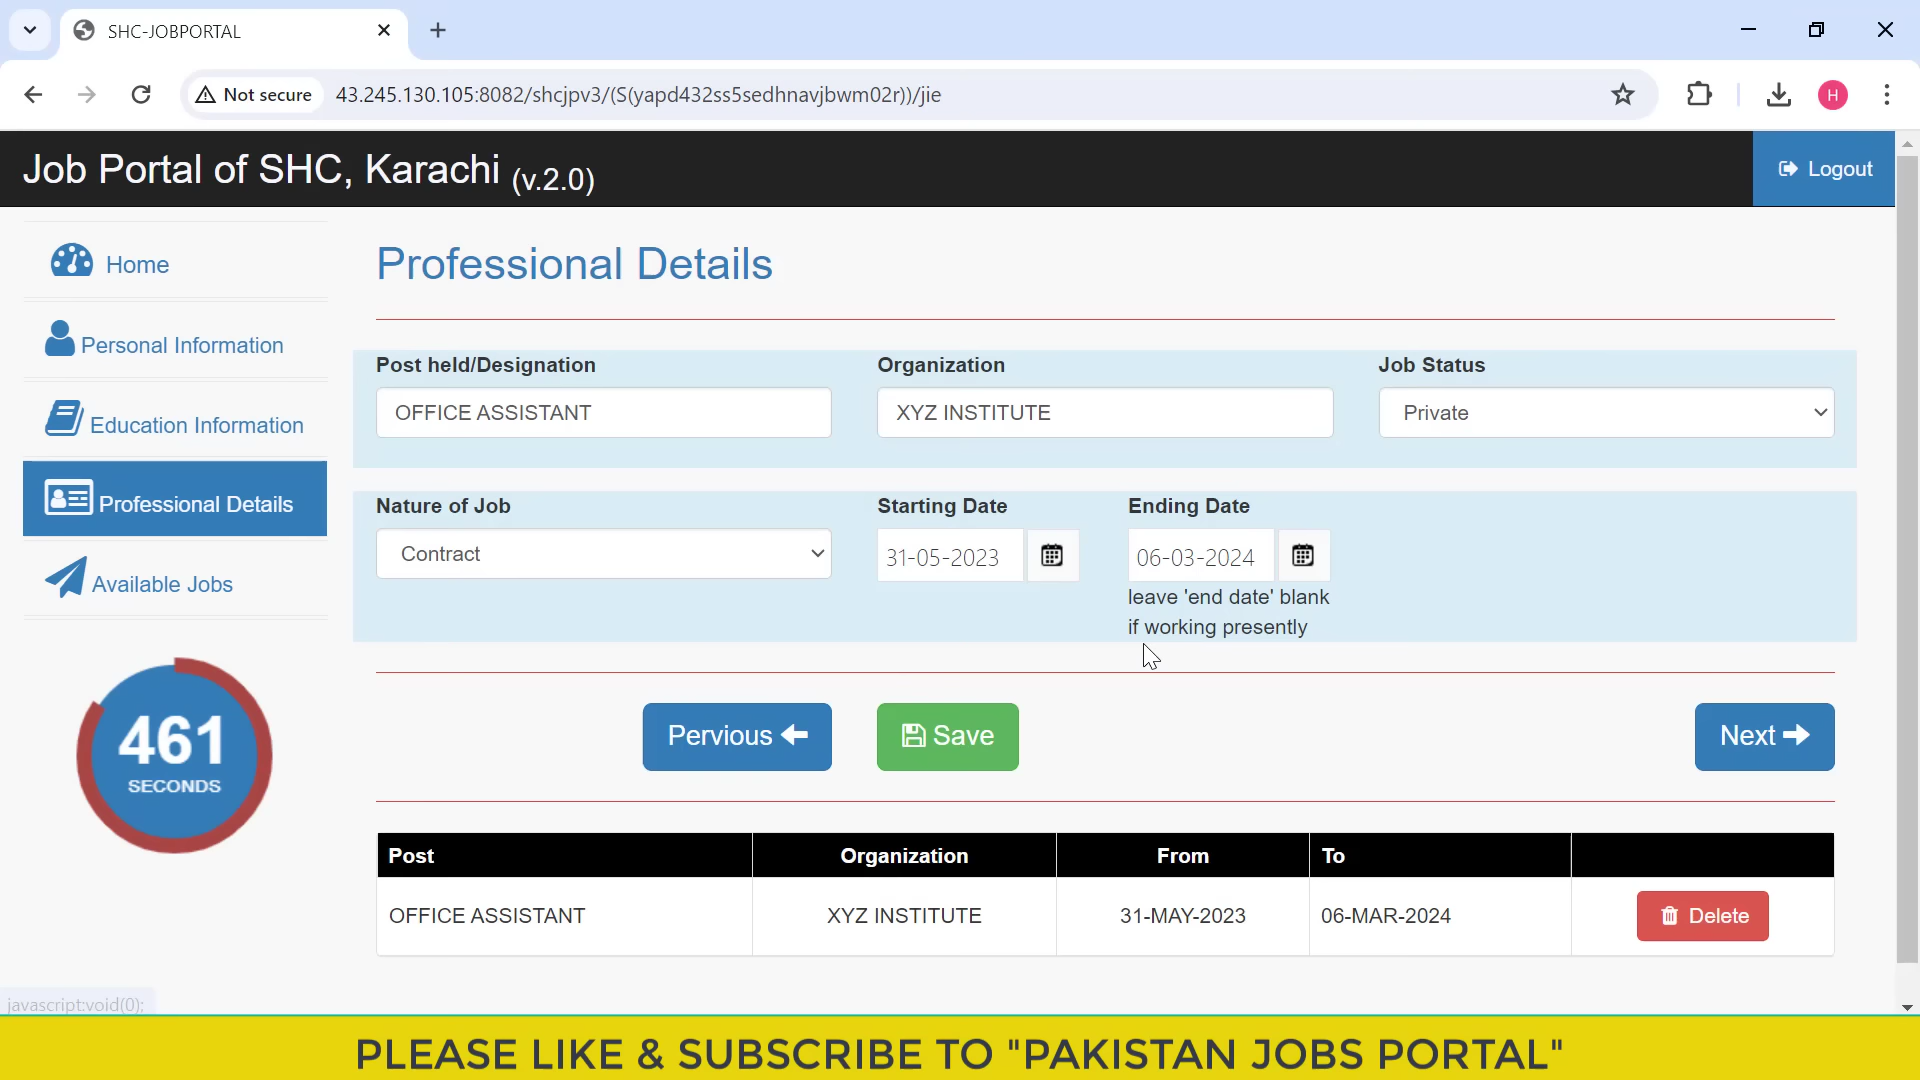 SHC-JOBPORTAL
Not secure
43.245.130.105:8082/shcjpv3/(S(yapd432ss5sedhnavjbwm02r))/jie
H
Job Portal of SHC, Karachi (v.2.0)
Logout
Home
Personal Information
Education Information
Professional Details
Available Jobs
461
SECONDS
Professional Details
Post held/Designation
Organization
Job Status
OFFICE ASSISTANT
XYZ INSTITUTE
Private
Nature of Job
Starting Date
Ending Date
Contract
31-05-2023
06-03-2024
leave 'end date' blank
if working presently
Pervious
Save
Next
Post Organization From To
OFFICE ASSISTANT XYZ INSTITUTE 31-MAY-2023 06-MAR-2024 Delete
javascript:void(0);
PLEASE LIKE & SUBSCRIBE TO "PAKISTAN JOBS PORTAL"